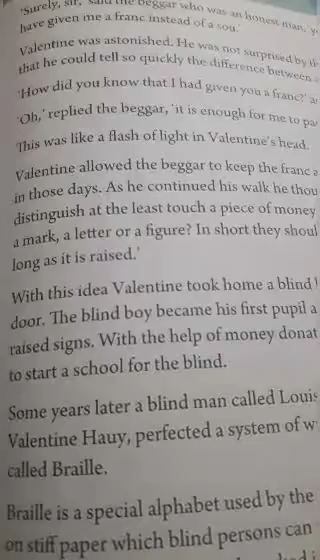 'Surely, sir,' said the beggar who was an honest man,
have given me a franc instead of a sou.'
Valentine was astonished. He was not surprised by
that he could tell so quickly the difference between
'How did you know that I had given you a franc?'
'Oh,' replied the beggar, 'it is enough for me to
This was like a flash of light in Valentine's head.
Valentine allowed the beggar to keep the franc
in those days. As he continued his walk he
distinguish at the least touch a piece of money
a mark, a letter or a figure? In short they
long as it is raised.'
With this idea Valentine took home a blind
door. The blind boy became his first pupil
raised signs. With the help of money
to start a school for the blind.
Some years later a blind man called
Valentine Hauy, perfected a system of
called Braille.
Braille is a special alphabet used by the
on stiff paper which blind persons can